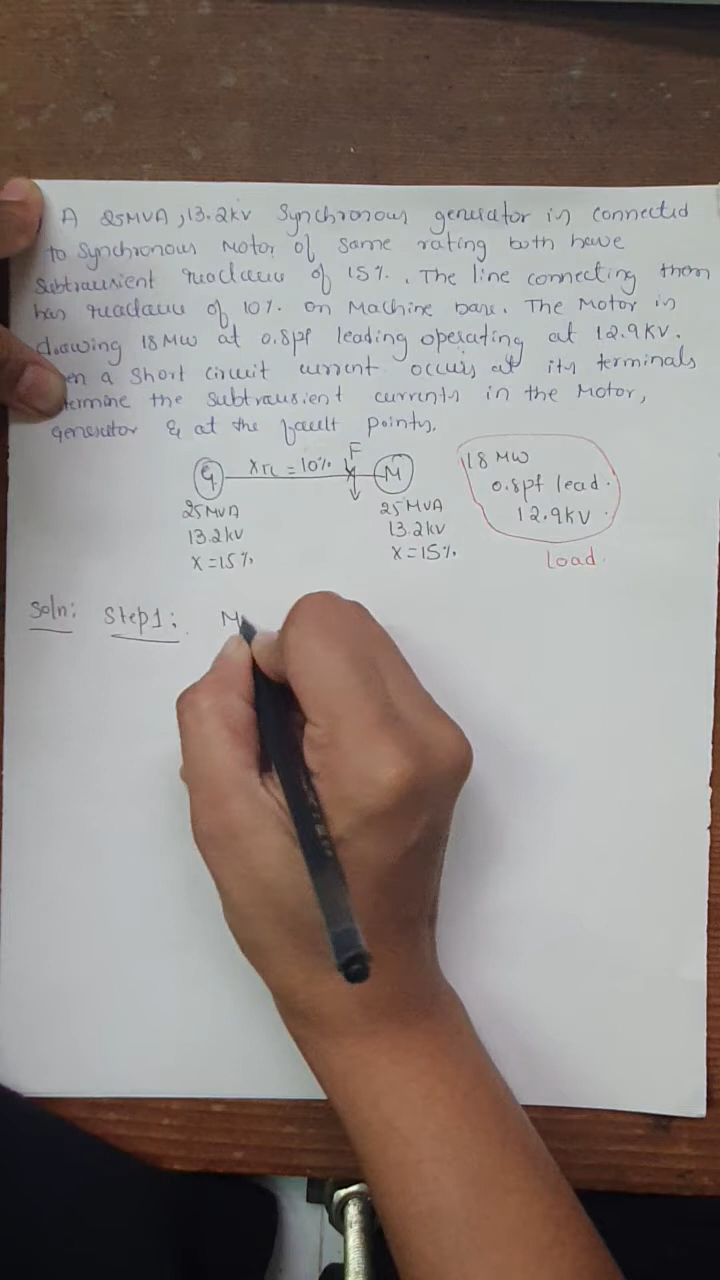 A 25MVA, 13.2kV Synchronous generator is connected
to synchronous Motor of same rating both have
subtransient reactance of 15%. The line connecting them
has reactance of 10% on Machine base. The Motor is
drawing 18MW at 0.8pf leading operating at 12.9KV.
en a short circuit current occurs at its terminals
termine the subtransient currents in the Motor,
generator & at the fault points.
F
G XTL = 10% M
25MVA 25MVA
13.2kV 13.2kV
X=15% X=15%
18 MW
0.8pf lead.
12.9KV.
load.
Soln: Step1: M